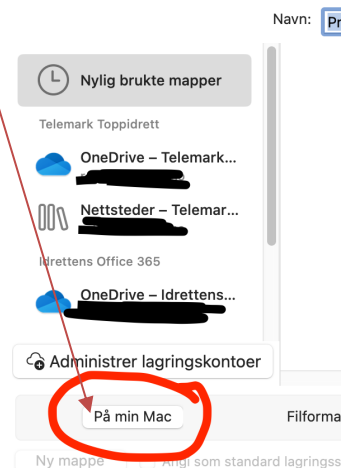 Navn:
Nylig brukte mapper
Telemark Toppidrett
OneDrive – Telemark...
Nettsteder – Telemar...
Idrettens Office 365
OneDrive – Idrettens...
Administrer lagringskontoer
På min Mac
Filforma
Ny mappe
Angi som standard lagringss